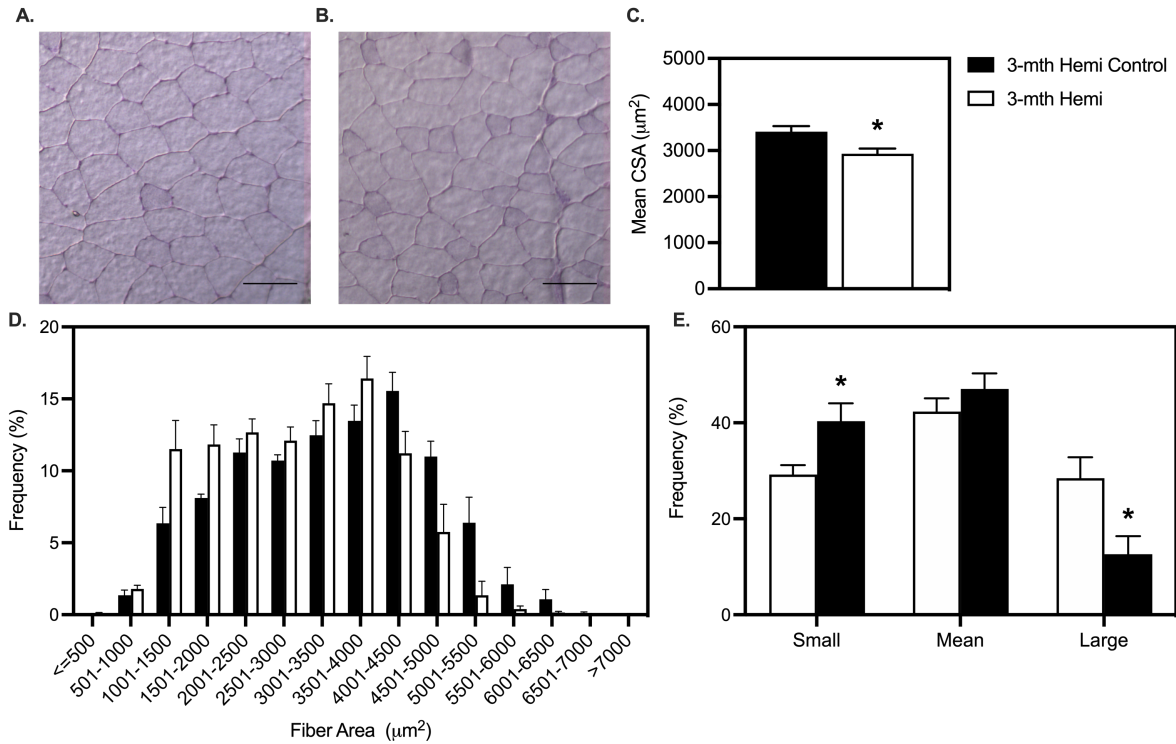 A.
B.
C.
5000
4000
3000
2000
1000
0
Mean CSA (μm²)
*
3-mth Hemi Control
3-mth Hemi
D.
20
15
10
5
0
Frequency (%)
<=500
501-1000
1001-1500
1501-2000
2001-2500
2501-3000
3001-3500
3501-4000
4001-4500
4501-5000
5001-5500
5501-6000
6001-6500
6501-7000
>7000
Fiber Area (μm²)
E.
60
40
20
0
Frequency (%)
*
*
Small
Mean
Large